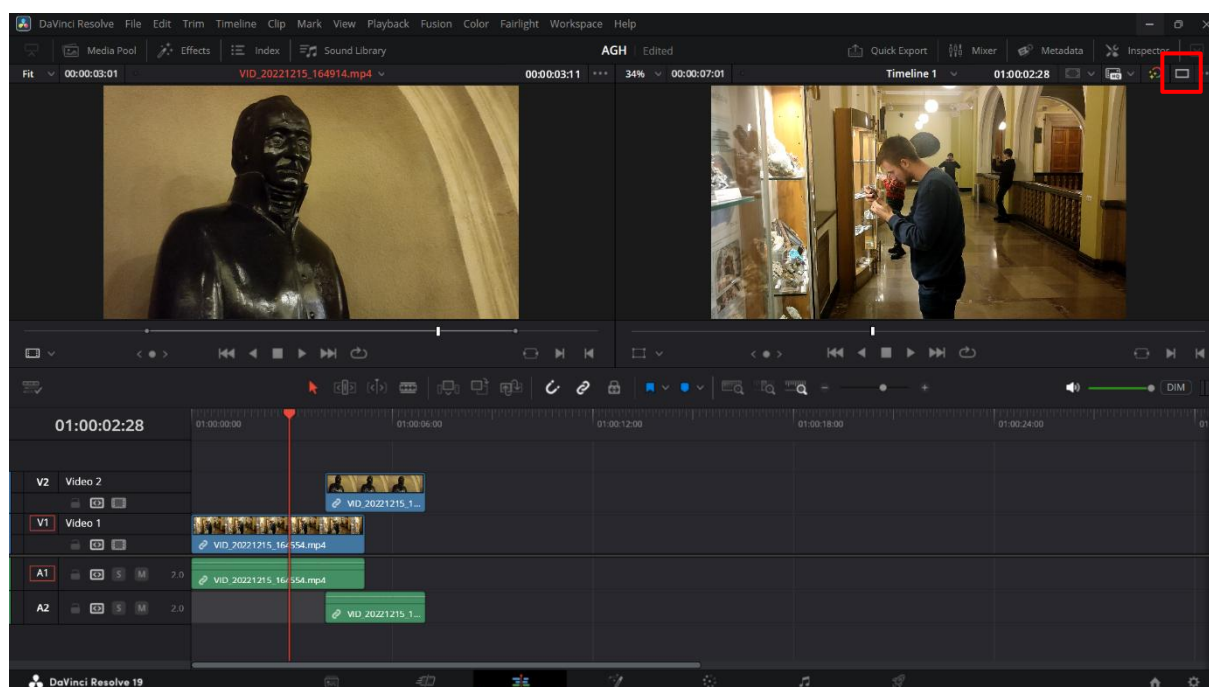 DaVinci Resolve File Edit Trim Timeline Clip Mark View Playback Fusion Color Fairlight Workspace Help
Media Pool Effects Index Sound Library AGH Edited Quick Export Mixer Metadata Inspector
Fit 00:00:03:01 VID_20221215_164914.mp4 00:00:03:11 34% 00:00:07:01 Timeline 1 01:00:02:28
DIM
01:00:02:28 01:00:00:00 01:00:06:00 01:00:12:00 01:00:18:00 01:00:24:00
V2 Video 2
VID_20221215_1...
V1 Video 1
VID_20221215_164554.mp4
A1 S M 2.0 VID_20221215_164554.mp4
A2 S M 2.0 VID_20221215_1...
DaVinci Resolve 19